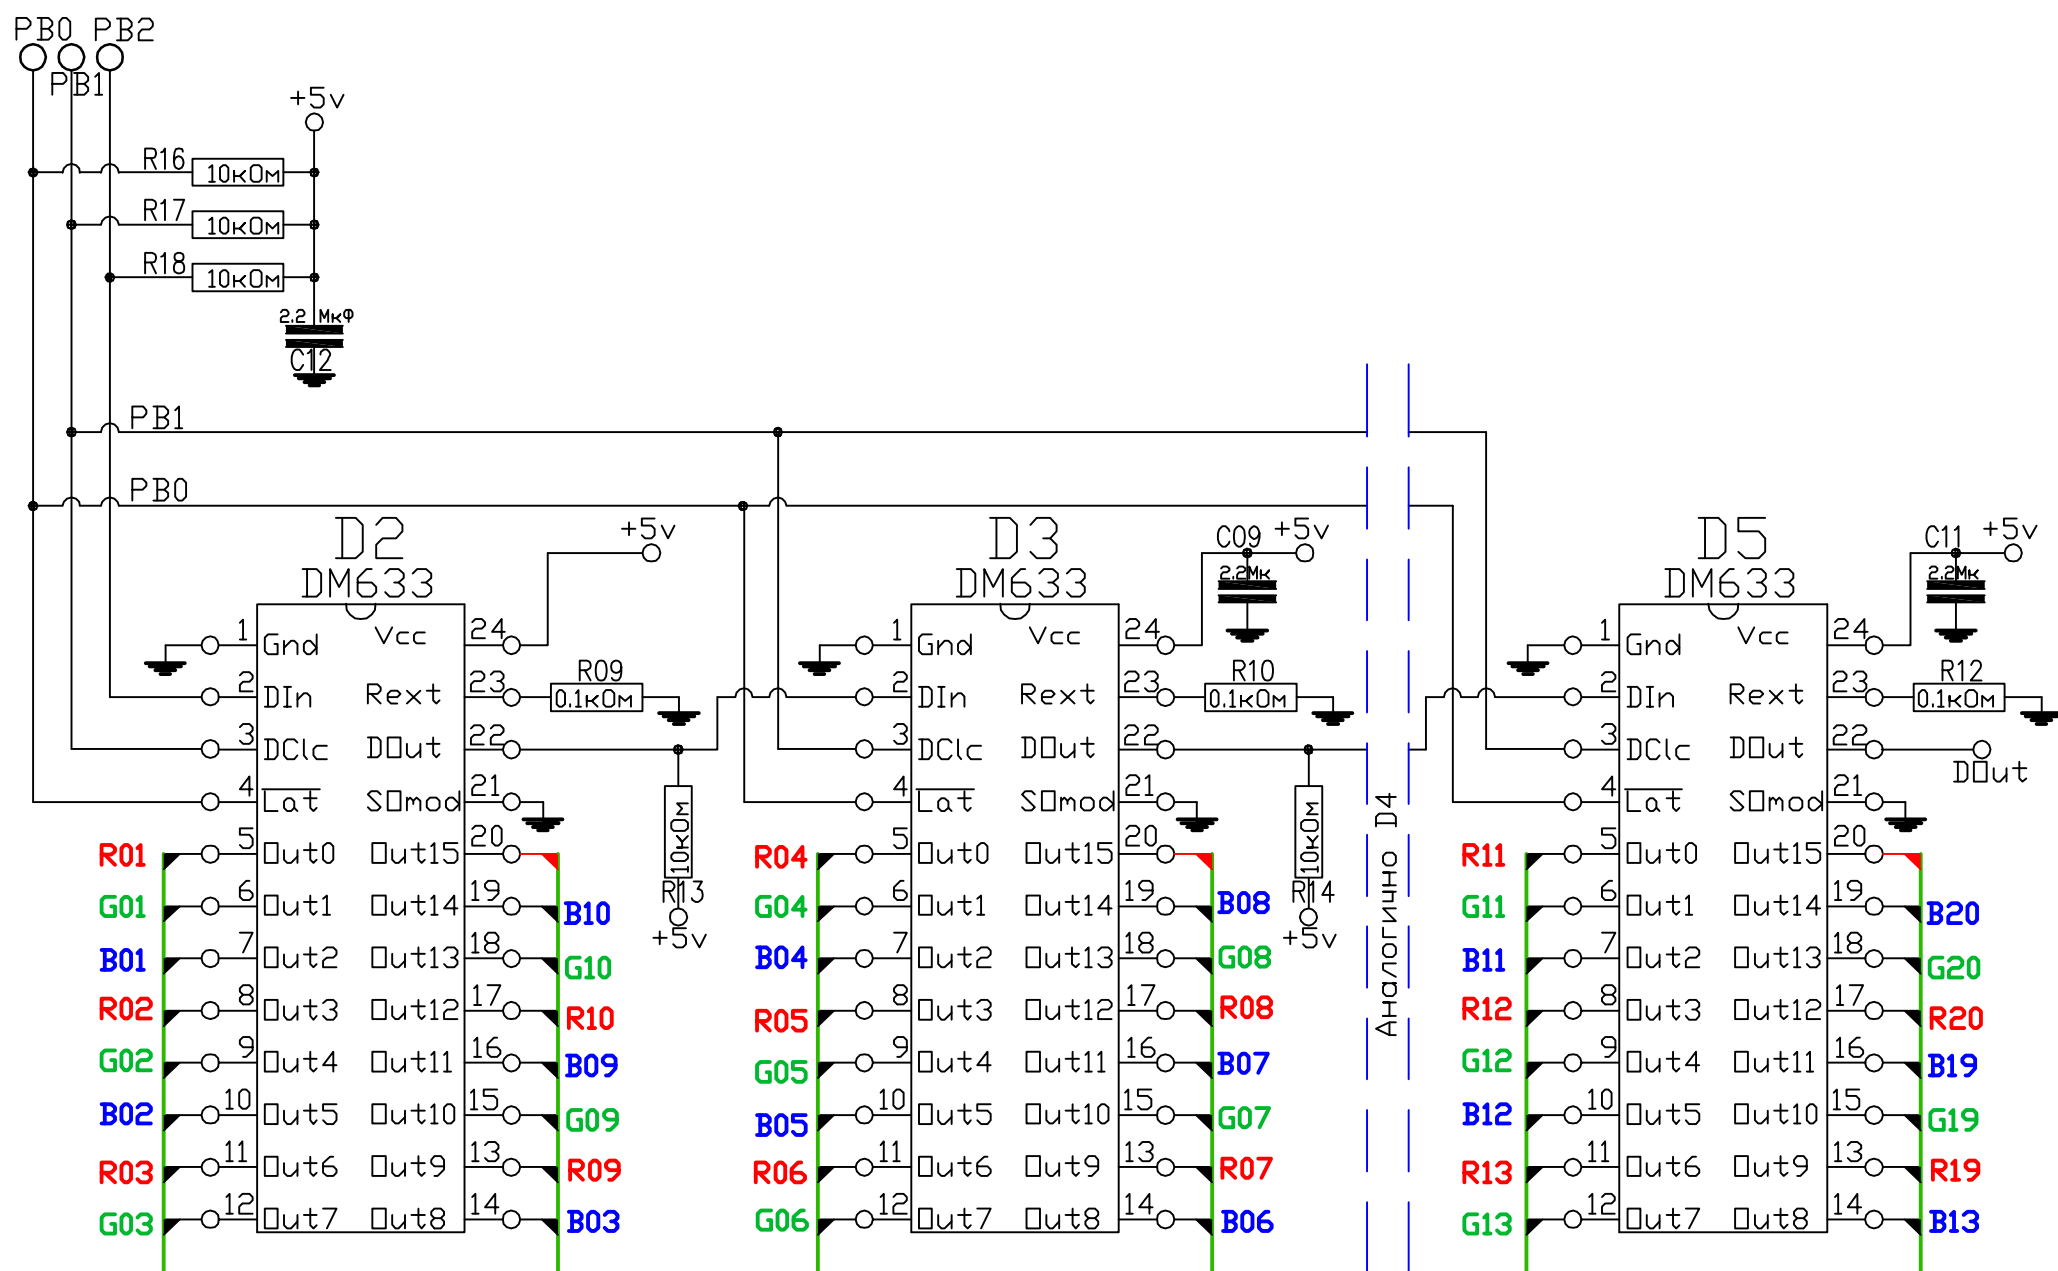 PB0 PB2
PB1
+5v
R16 10кОм
R17 10кОм
R18 10кОм
2.2 МкФ
C12
PB1
PB0
D2
DM633
+5v
1 Gnd Vcc 24
2 DIn Rext 23
3 DClc DOut 22
4 Lat SOmod 21
5 Out0 Out15 20
6 Out1 Out14 19
7 Out2 Out13 18
8 Out3 Out12 17
9 Out4 Out11 16
10 Out5 Out10 15
11 Out6 Out9 13
12 Out7 Out8 14
R09
0.1кОм
10кОм
R13
+5v
R01
G01
B01
R02
G02
B02
R03
G03
B10
G10
R10
B09
G09
R09
B03
D3
DM633
C09 +5v
2.2Мк
1 Gnd Vcc 24
2 DIn Rext 23
3 DClc DOut 22
4 Lat SOmod 21
5 Out0 Out15 20
6 Out1 Out14 19
7 Out2 Out13 18
8 Out3 Out12 17
9 Out4 Out11 16
10 Out5 Out10 15
11 Out6 Out9 13
12 Out7 Out8 14
R10
0.1кОм
10кОм
R14
+5v
R04
G04
B04
R05
G05
B05
R06
G06
B08
G08
R08
B07
G07
R07
B06
Аналогично D4
D5
DM633
C11 +5v
2.2Мк
1 Gnd Vcc 24
2 DIn Rext 23
3 DClc DOut 22
4 Lat SOmod 21
5 Out0 Out15 20
6 Out1 Out14 19
7 Out2 Out13 18
8 Out3 Out12 17
9 Out4 Out11 16
10 Out5 Out10 15
11 Out6 Out9 13
12 Out7 Out8 14
R12
0.1кОм
DOut
R11
G11
B11
R12
G12
B12
R13
G13
B20
G20
R20
B19
G19
R19
B13